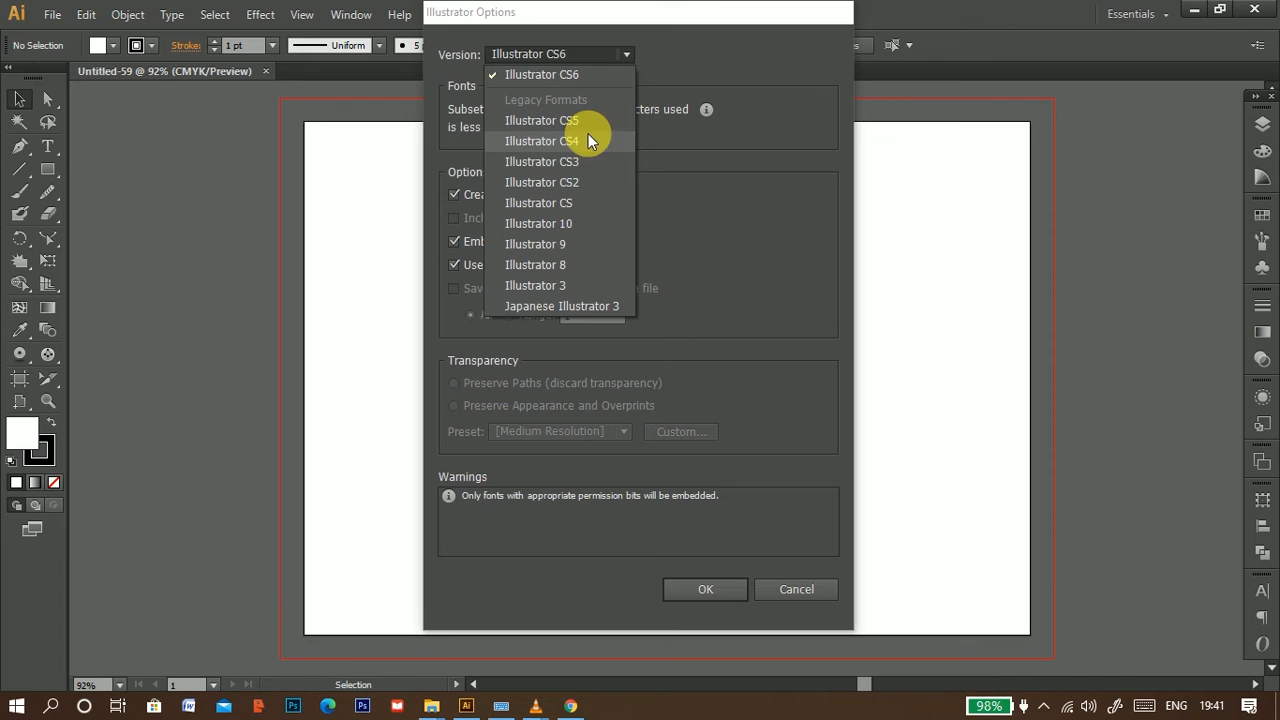 Ai File Edit Object Type Select Effect View Window Help
Essentials
Illustrator Options
No Selection Stroke: 1 pt Uniform 5
Version: Illustrator CS6
Untitled-59 @ 92% (CMYK/Preview) ×
Illustrator CS6
Fonts
Legacy Formats
Subset cters used
is less
Illustrator CS5
Illustrator CS4
Illustrator CS3
Illustrator CS2
Illustrator CS
Illustrator 10
Illustrator 9
Illustrator 8
Illustrator 3
Japanese Illustrator 3
Option
Crea
Incl
Emb
Use
Save file
Transparency
Preserve Paths (discard transparency)
Preserve Appearance and Overprints
Preset: [Medium Resolution] Custom...
Warnings
Only fonts with appropriate permission bits will be embedded.
OK Cancel
92% 1 Selection
98% ENG 19:41